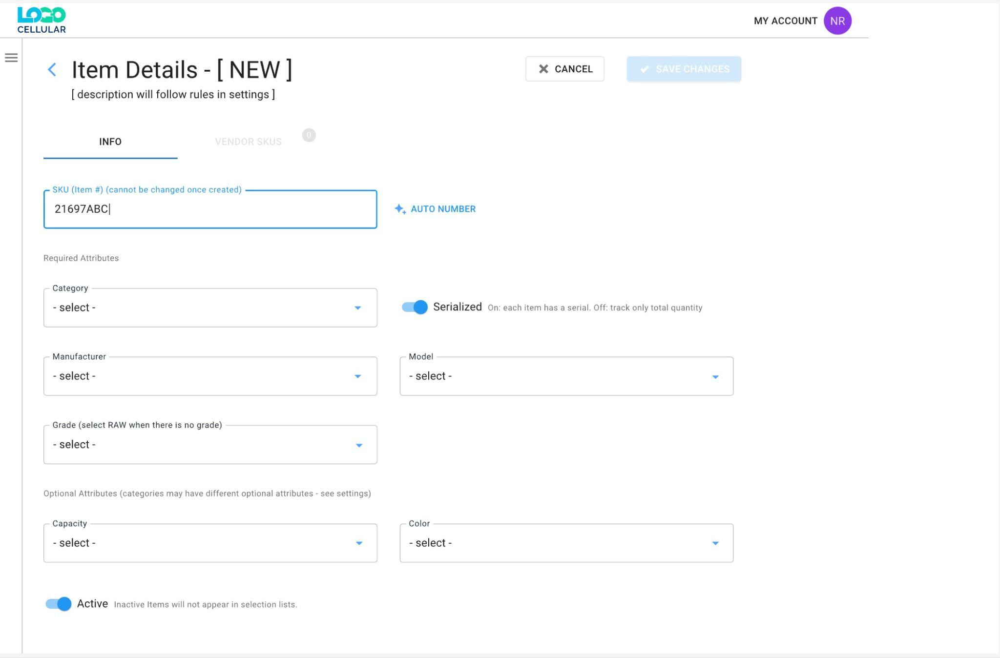 LOGO
CELLULAR
MY ACCOUNT
NR
Item Details - [ NEW ]
[ description will follow rules in settings ]
CANCEL
SAVE CHANGES
INFO
VENDOR SKUS
0
SKU (Item #) (cannot be changed once created)
21697ABC
AUTO NUMBER
Required Attributes
Category
- select -
Serialized On: each item has a serial. Off: track only total quantity
Manufacturer
- select -
Model
- select -
Grade (select RAW when there is no grade)
- select -
Optional Attributes (categories may have different optional attributes - see settings)
Capacity
- select -
Color
- select -
Active Inactive Items will not appear in selection lists.